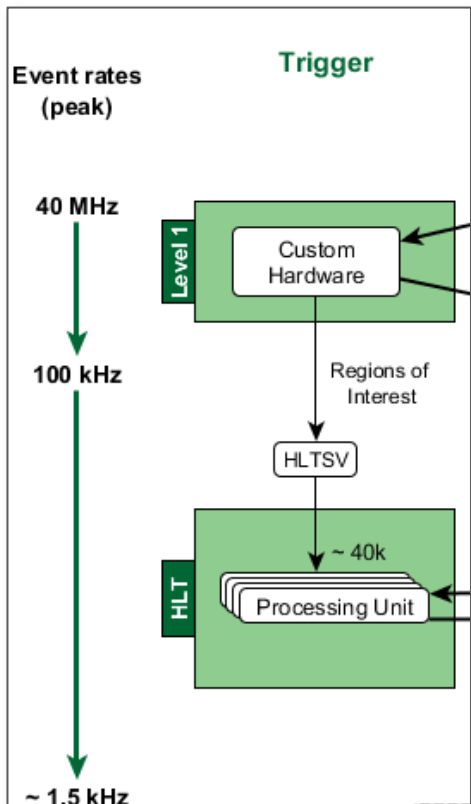 Event rates
(peak)
Trigger
40 MHz
Level 1
Custom
Hardware
100 kHz
Regions of
Interest
HLTSV
~ 40k
HLT
Processing Unit
~ 1.5 kHz